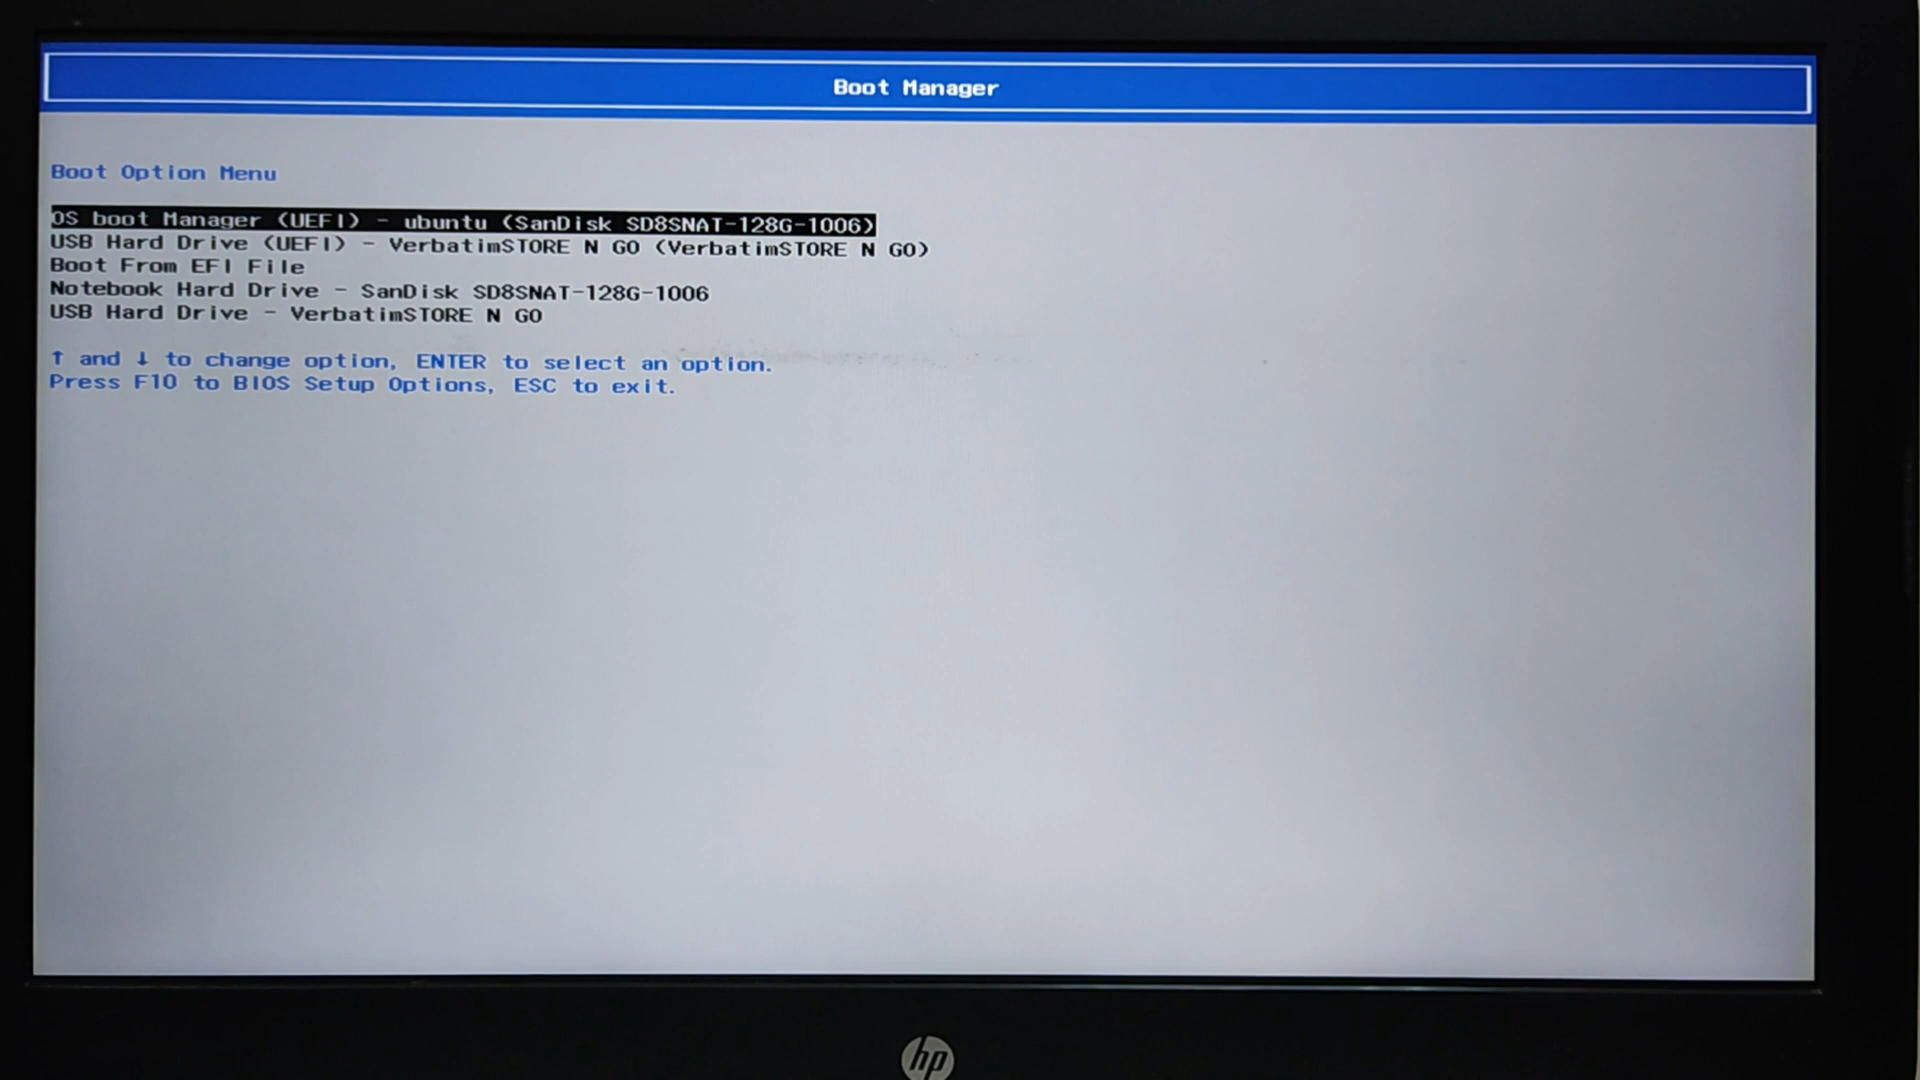 Boot Manager
Boot Option Menu
OS boot Manager (UEFI) - ubuntu (SanDisk SD8SNAT-128G-1006)
USB Hard Drive (UEFI) - VerbatimSTORE N GO (VerbatimSTORE N GO)
Boot From EFI File
Notebook Hard Drive - SanDisk SD8SNAT-128G-1006
USB Hard Drive - VerbatimSTORE N GO
↑ and ↓ to change option, ENTER to select an option.
Press F10 to BIOS Setup Options, ESC to exit.
hp